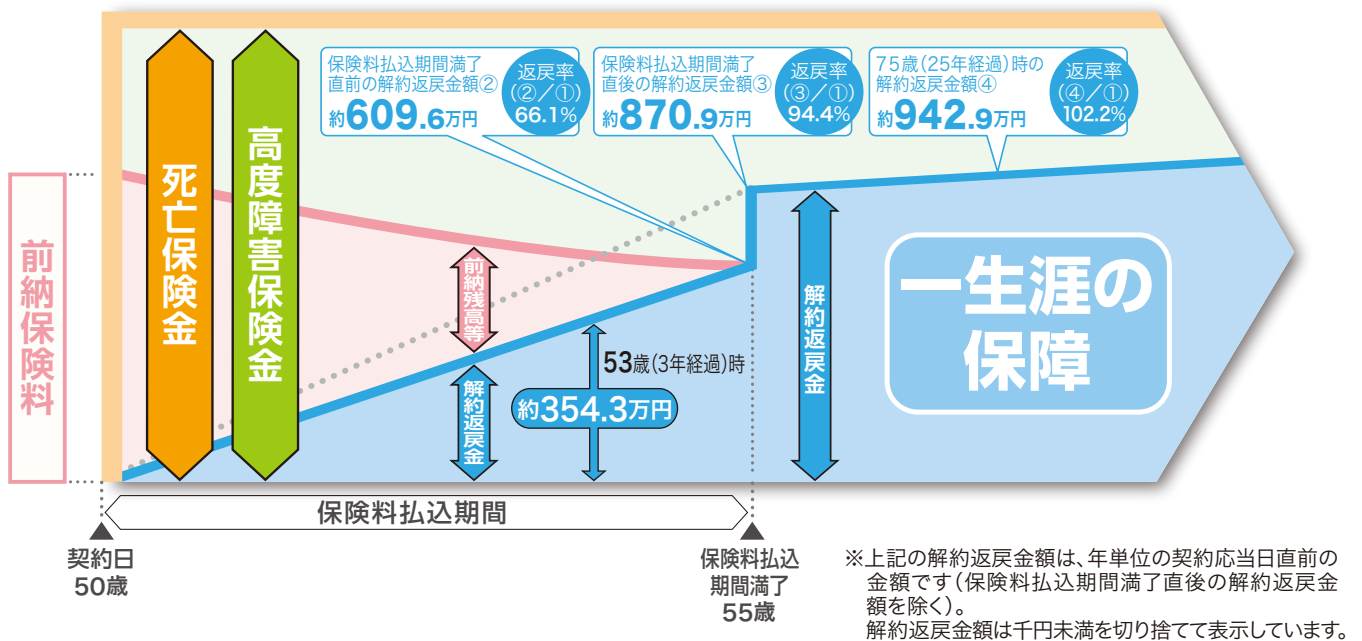 前納保険料
死亡保険金
高度障害保険金
保険料払込期間満了
直前の解約返戻金額②
約609.6万円
返戻率
(②／①)
66.1%
保険料払込期間満了
直後の解約返戻金額③
約870.9万円
返戻率
(③／①)
94.4%
75歳(25年経過)時の
解約返戻金額④
約942.9万円
返戻率
(④／①)
102.2%
前納残高等
解約返戻金
53歳(3年経過)時
約354.3万円
解約返戻金
一生涯の
保障
保険料払込期間
契約日
50歳
保険料払込
期間満了
55歳
※上記の解約返戻金額は、年単位の契約応当日直前の
金額です(保険料払込期間満了直後の解約返戻金
額を除く)。
解約返戻金額は千円未満を切り捨てて表示しています。